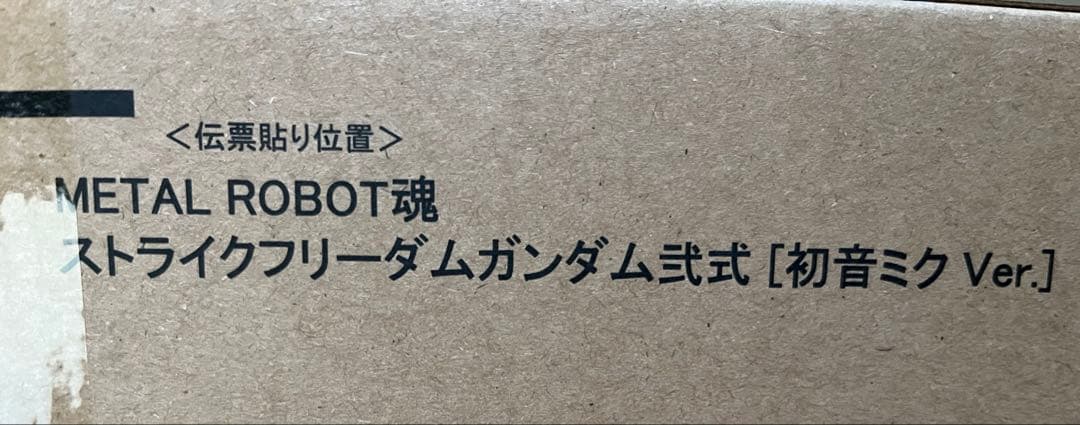 ＜伝票貼り位置＞
METAL ROBOT魂
ストライクフリーダムガンダム弐式 [初音ミク Ver.]